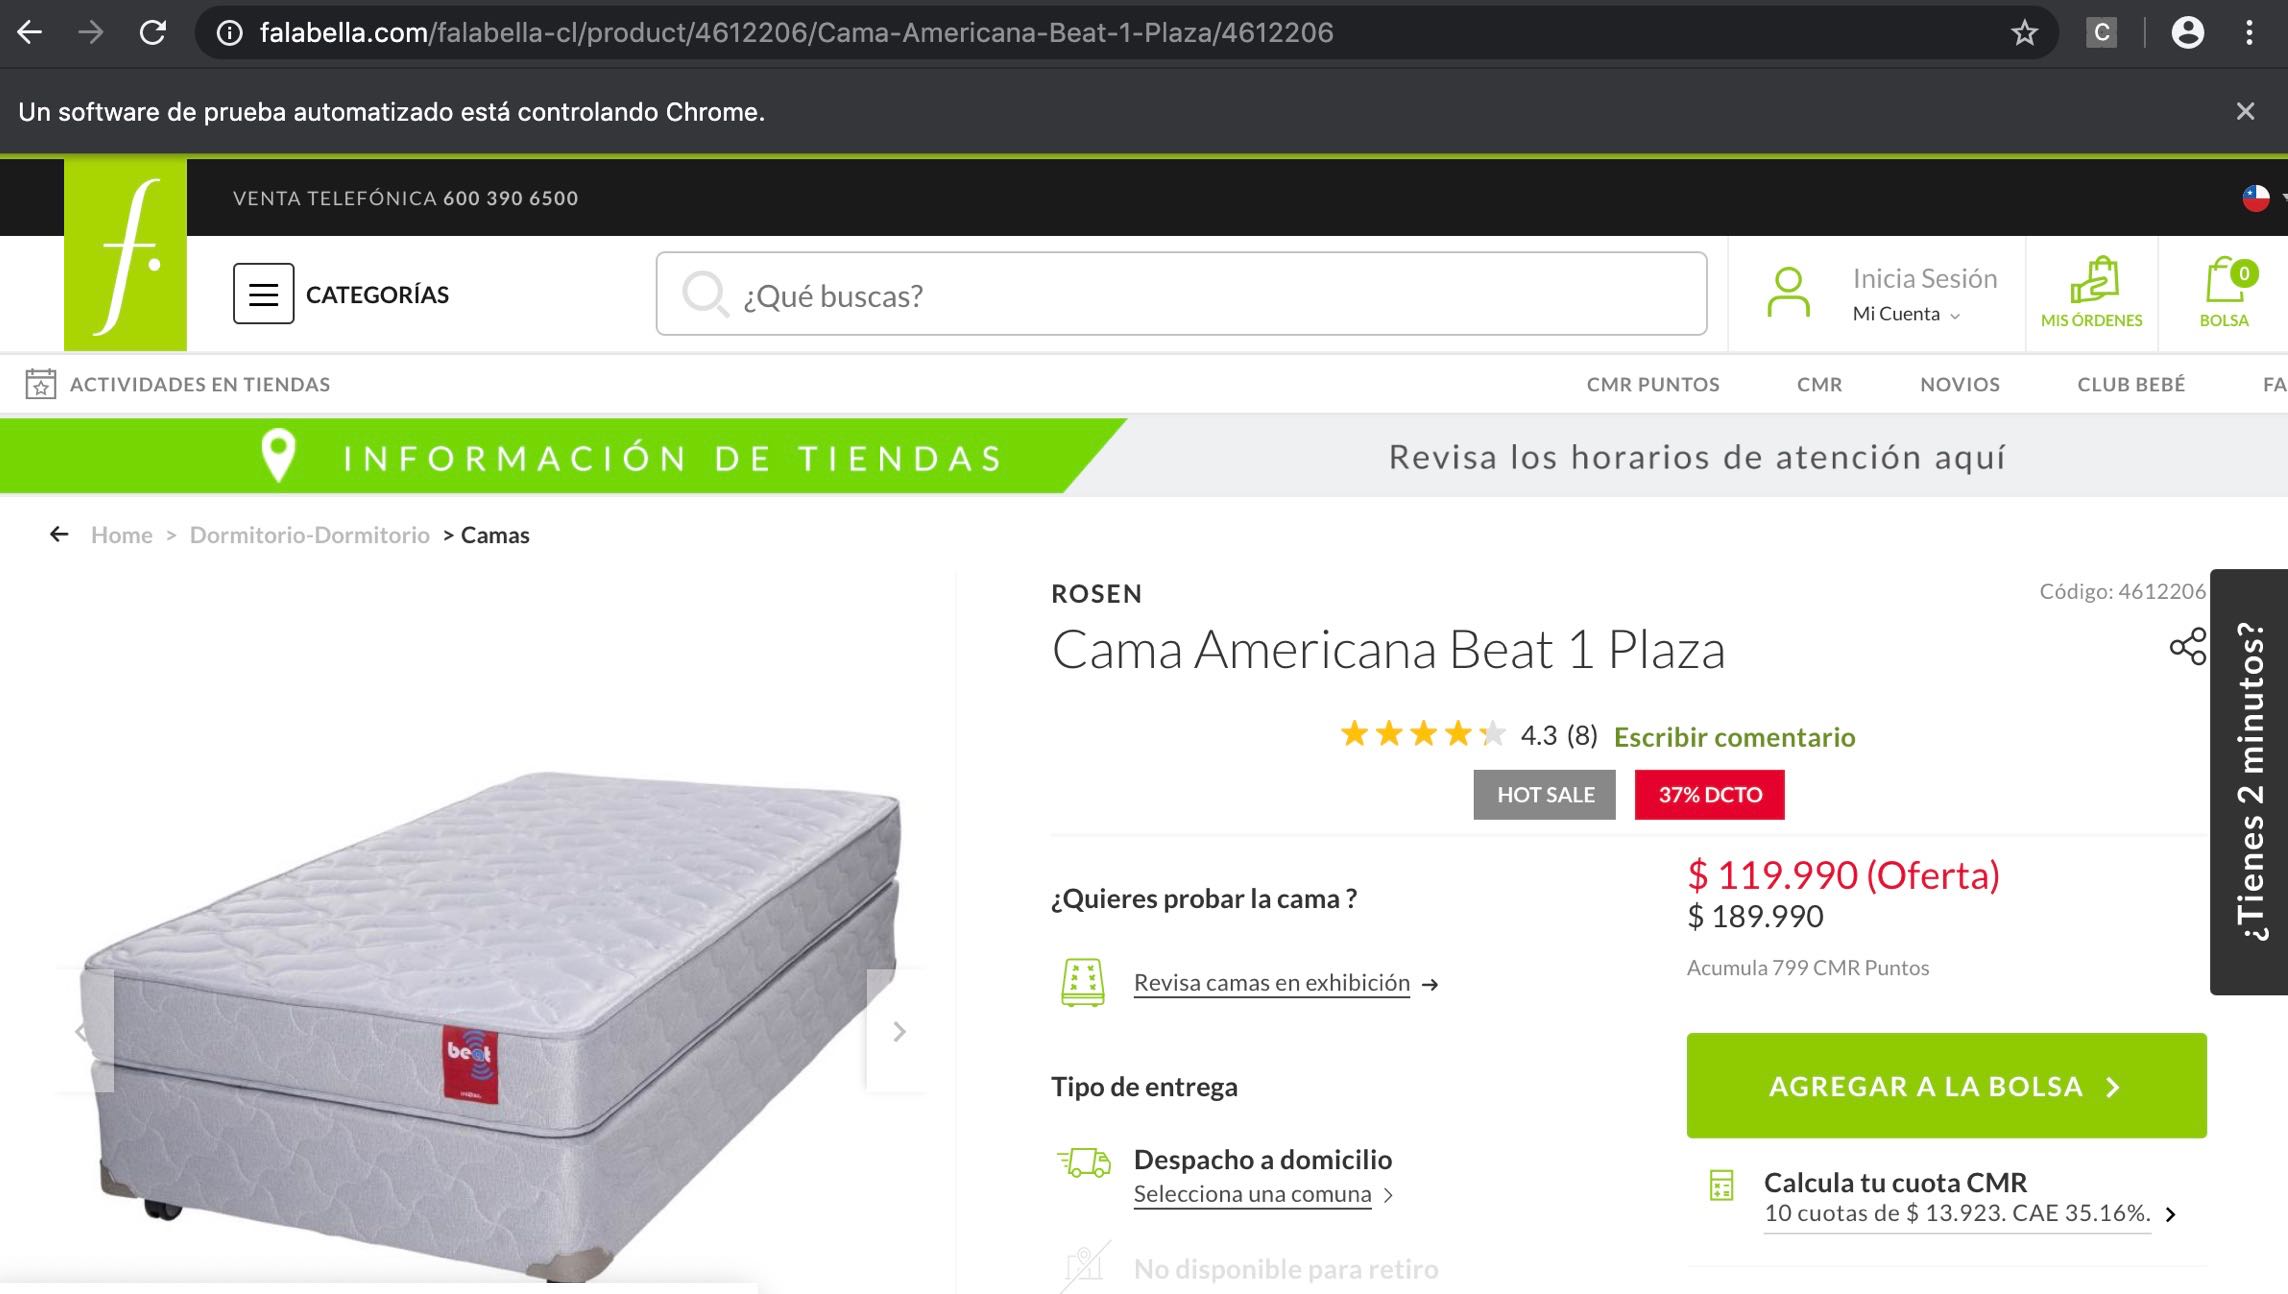 falabella.com/falabella-cl/product/4612206/Cama-Americana-Beat-1-Plaza/4612206
C
Un software de prueba automatizado está controlando Chrome.
f.
VENTA TELEFÓNICA 600 390 6500
CATEGORÍAS
¿Qué buscas?
Inicia Sesión
Mi Cuenta
MIS ÓRDENES
0
BOLSA
ACTIVIDADES EN TIENDAS
CMR PUNTOS
CMR
NOVIOS
CLUB BEBÉ
FA
INFORMACIÓN DE TIENDAS
Revisa los horarios de atención aquí
Home > Dormitorio-Dormitorio > Camas
ROSEN
Código: 4612206
Cama Americana Beat 1 Plaza
4.3 (8) Escribir comentario
HOT SALE
37% DCTO
¿Tienes 2 minutos?
$ 119.990 (Oferta)
$ 189.990
Acumula 799 CMR Puntos
¿Quieres probar la cama ?
Revisa camas en exhibición →
beat
AGREGAR A LA BOLSA
Tipo de entrega
Despacho a domicilio
Selecciona una comuna
No disponible para retiro
Calcula tu cuota CMR
10 cuotas de $ 13.923. CAE 35.16%.